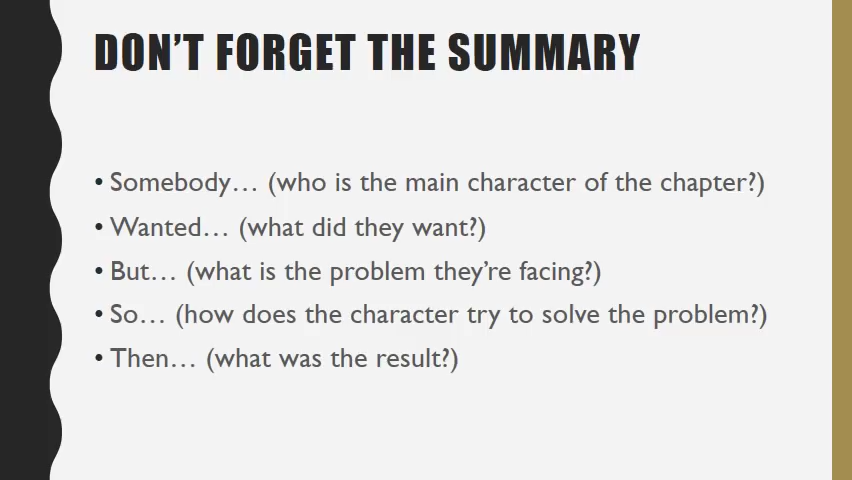 DON'T FORGET THE SUMMARY
• Somebody… (who is the main character of the chapter?)
• Wanted… (what did they want?)
• But… (what is the problem they're facing?)
• So… (how does the character try to solve the problem?)
• Then… (what was the result?)